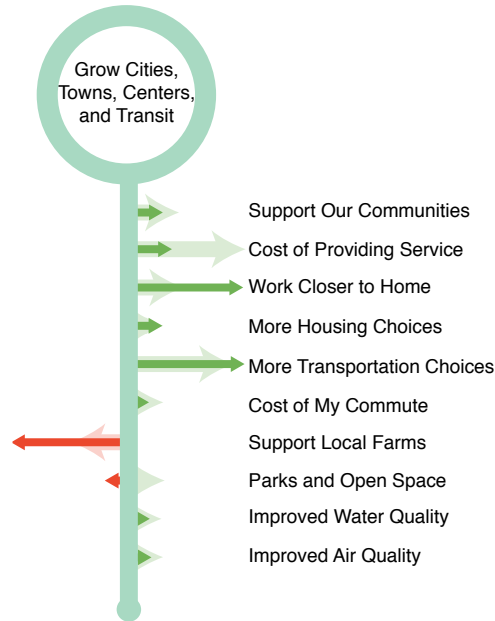 Grow Cities,
Towns, Centers,
and Transit
Support Our Communities
Cost of Providing Service
Work Closer to Home
More Housing Choices
More Transportation Choices
Cost of My Commute
Support Local Farms
Parks and Open Space
Improved Water Quality
Improved Air Quality